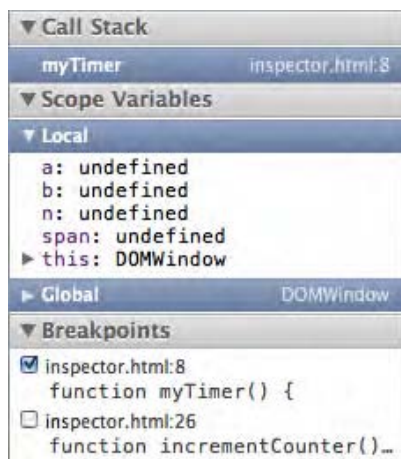 Call Stack
myTimer inspector.html:8
Scope Variables
Local
a: undefined
b: undefined
n: undefined
span: undefined
this: DOMWindow
Global DOMWindow
Breakpoints
inspector.html:8
function myTimer() {
inspector.html:26
function incrementCounter()…